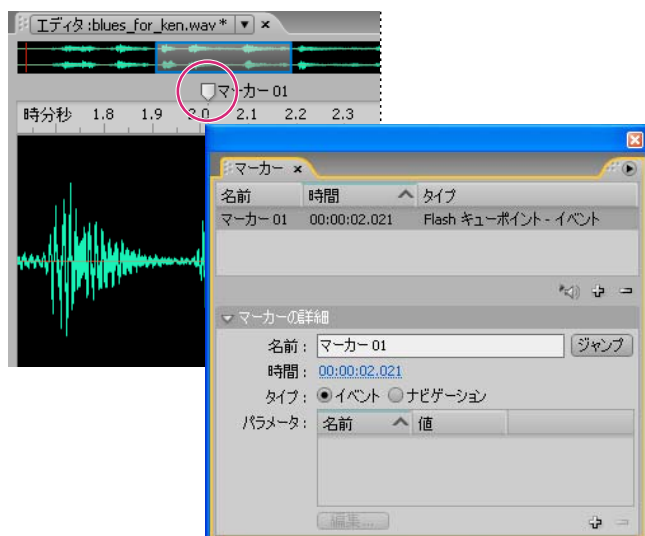 エディタ :blues_for_ken.wav*
マーカー 01
時分秒 1.8 1.9 2.0 2.1 2.2 2.3
マーカー
名前 時間 タイプ
マーカー 01 00:00:02.021 Flash キューポイント - イベント
マーカーの詳細
名前 : マーカー 01 ジャンプ
時間 : 00:00:02.021
タイプ : イベント ナビゲーション
パラメータ : 名前 値
編集...